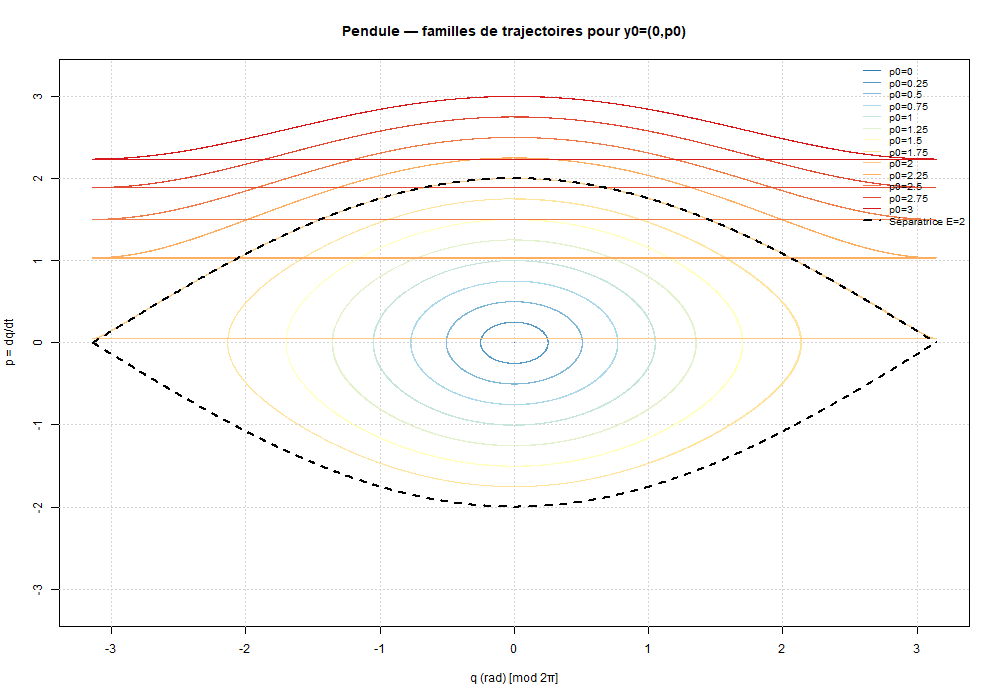 Pendule — familles de trajectoires pour y0=(0,p0)
p0=0
p0=0.25
p0=0.5
p0=0.75
p0=1
p0=1.25
p0=1.5
p0=1.75
p0=2
p0=2.25
p0=2.5
p0=2.75
p0=3
Séparatrice E=2
p = dq/dt
3
2
1
0
-1
-2
-3
-3
-2
-1
0
1
2
3
q (rad) [mod 2π]